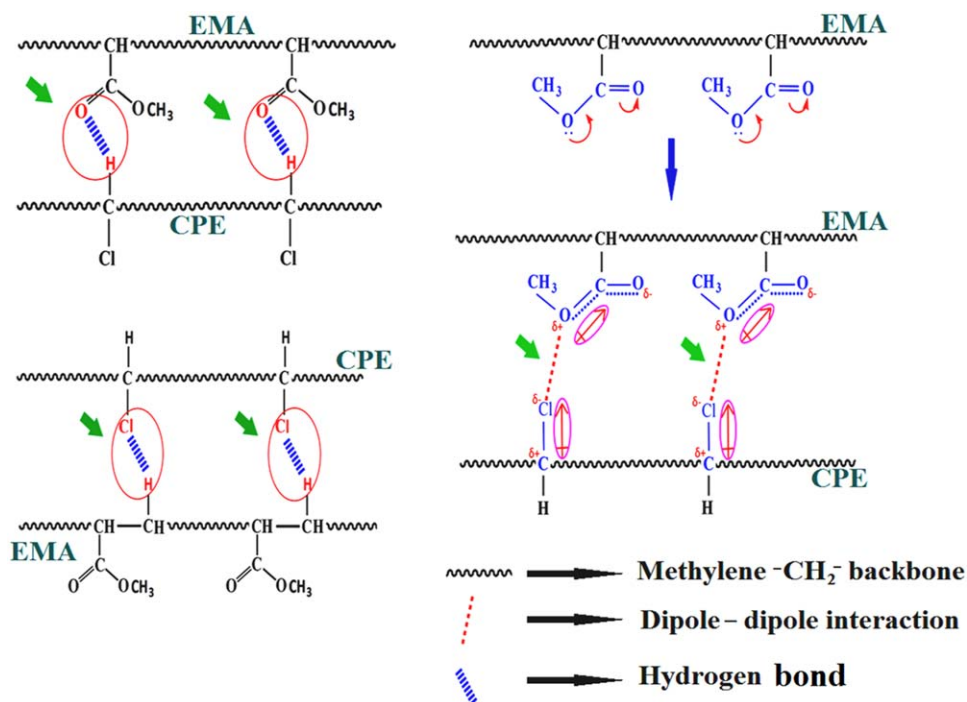 EMA
CH CH
C C
O OCH₃ O OCH₃
H H
C C
CPE
Cl Cl
H H
CPE
C C
Cl Cl
H H
CH CH CH CH
EMA
C C
O OCH₃ O OCH₃
EMA
CH CH
CH₃ C O CH₃ C O
O O
EMA
CH CH
CH₃ C O CH₃ C O
O δ- O δ-
δ+ δ+
δ- Cl δ- Cl
δ+ C δ+ C
CPE
H H
Methylene -CH₂- backbone
Dipole – dipole interaction
Hydrogen bond